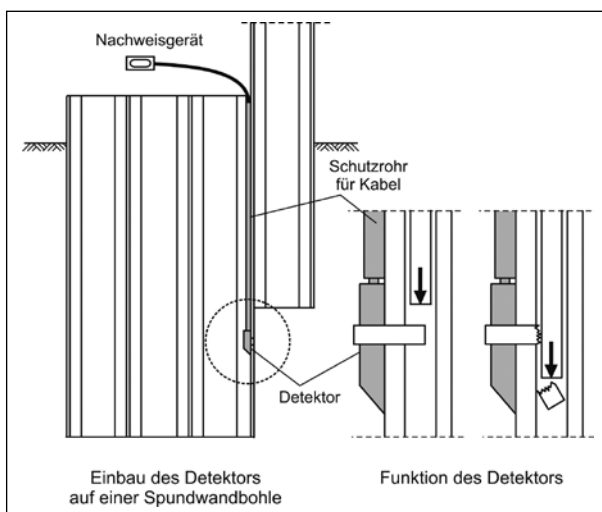 Nachweisgerät
Schutzrohr
für Kabel
Detektor
Einbau des Detektors
auf einer Spundwandbohle
Funktion des Detektors